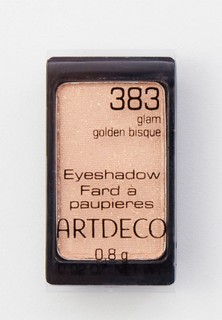 383
glam
golden bisque
Eyeshadow
Fard à
paupieres
ARTDECO
0,8 g